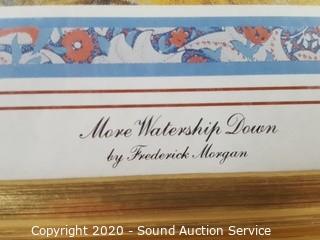 More Watership Down
by Frederick Morgan
Copyright 2020 - Sound Auction Service